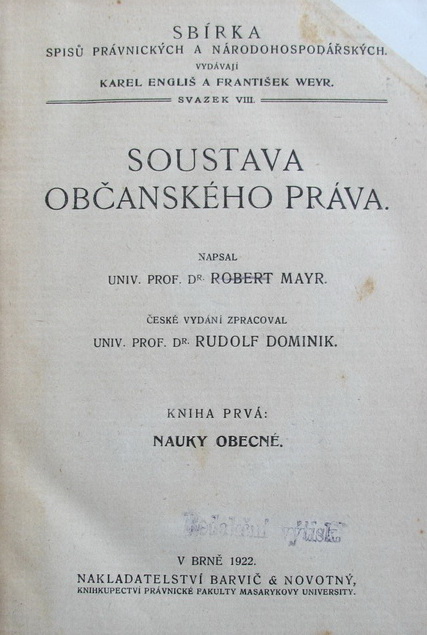 SBÍRKA
SPISŮ PRÁVNICKÝCH A NÁRODOHOSPODÁŘSKÝCH.
VYDÁVAJÍ
KAREL ENGLIŠ A FRANTIŠEK WEYR.
SVAZEK VIII.
SOUSTAVA
OBČANSKÉHO PRÁVA.
NAPSAL
UNIV. PROF. DR. ROBERT MAYR.
ČESKÉ VYDÁNÍ ZPRACOVAL
UNIV. PROF. DR. RUDOLF DOMINIK.
KNIHA PRVÁ:
NAUKY OBECNÉ.
V BRNĚ 1922.
NAKLADATELSTVÍ BARVIČ & NOVOTNÝ,
KNIHKUPECTVÍ PRÁVNICKÉ FAKULTY MASARYKOVY UNIVERSITY.